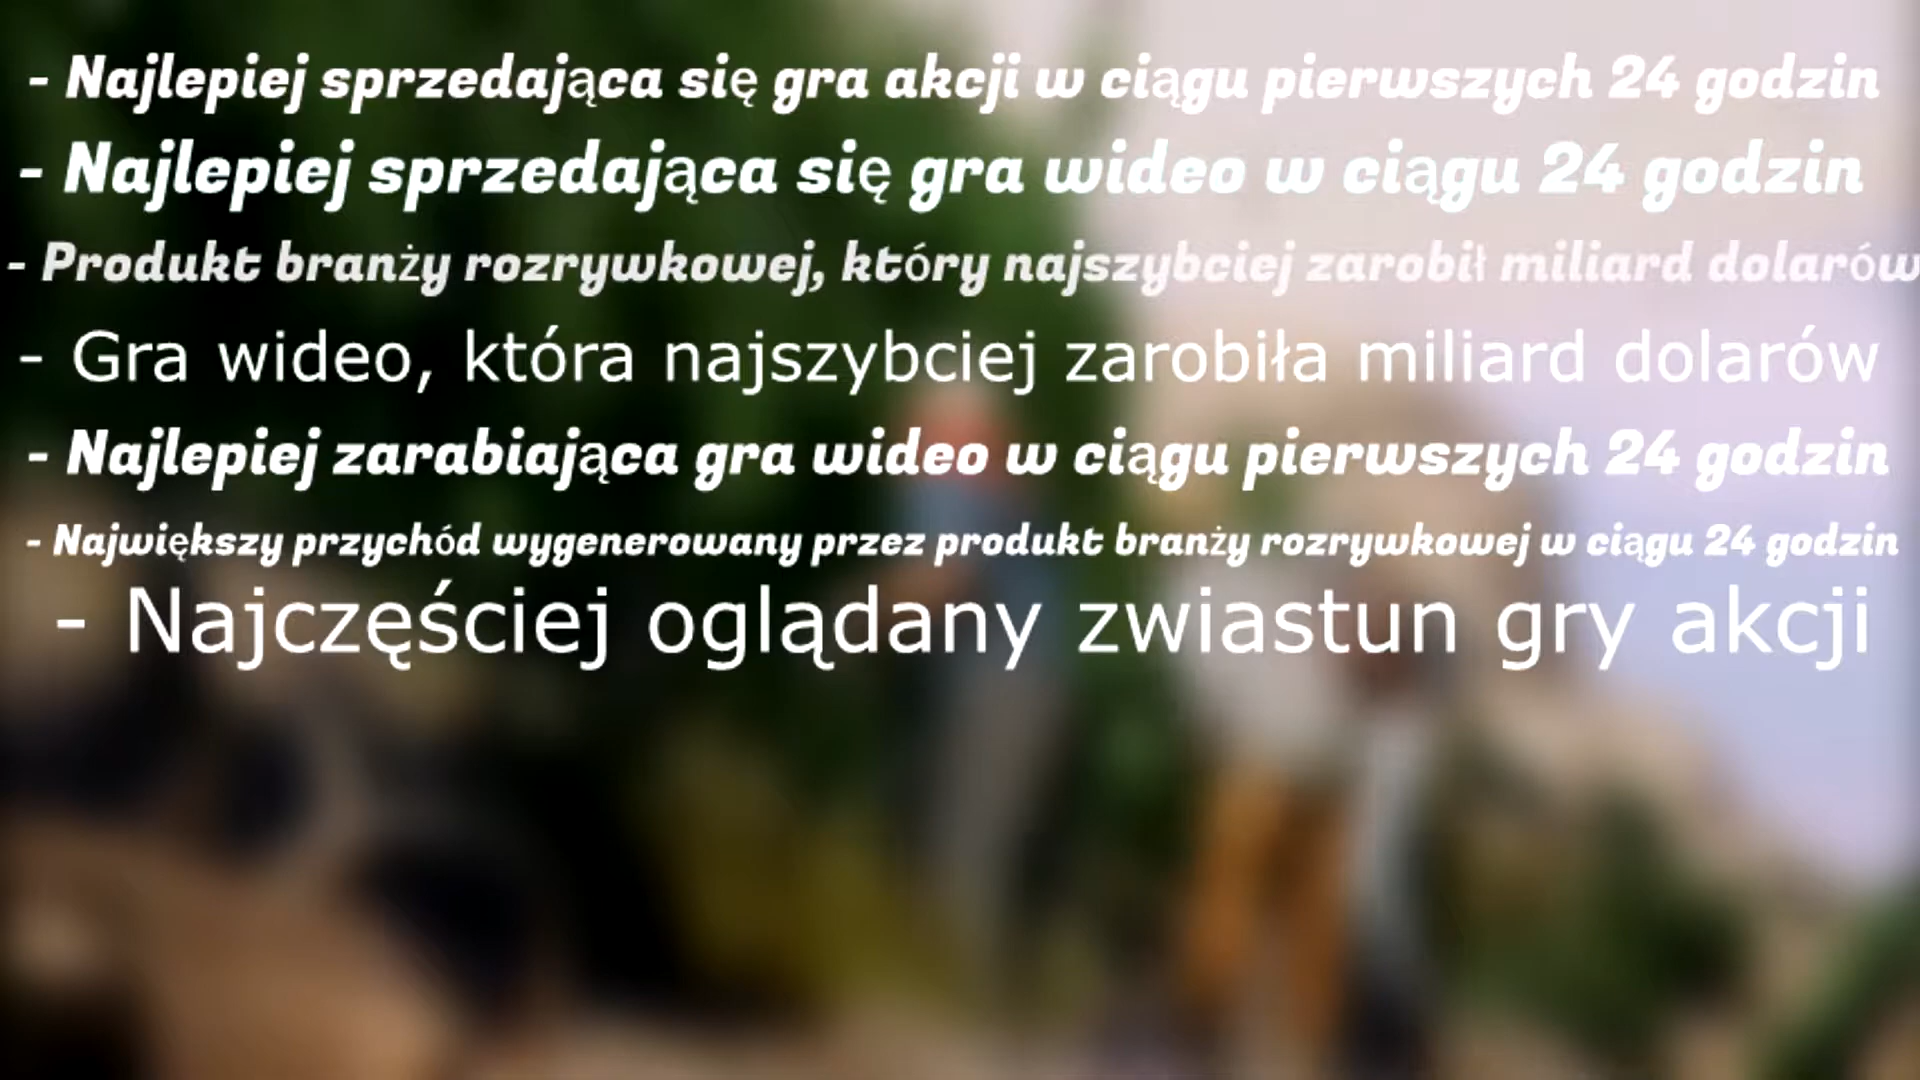 - Najlepiej sprzedająca się gra akcji w ciągu pierwszych 24 godzin
- Najlepiej sprzedająca się gra wideo w ciągu 24 godzin
- Produkt branży rozrywkowej, który najszybciej zarobił miliard dolarów
- Gra wideo, która najszybciej zarobiła miliard dolarów
- Najlepiej zarabiająca gra wideo w ciągu pierwszych 24 godzin
- Największy przychód wygenerowany przez produkt branży rozrywkowej w ciągu 24 godzin
- Najczęściej oglądany zwiastun gry akcji